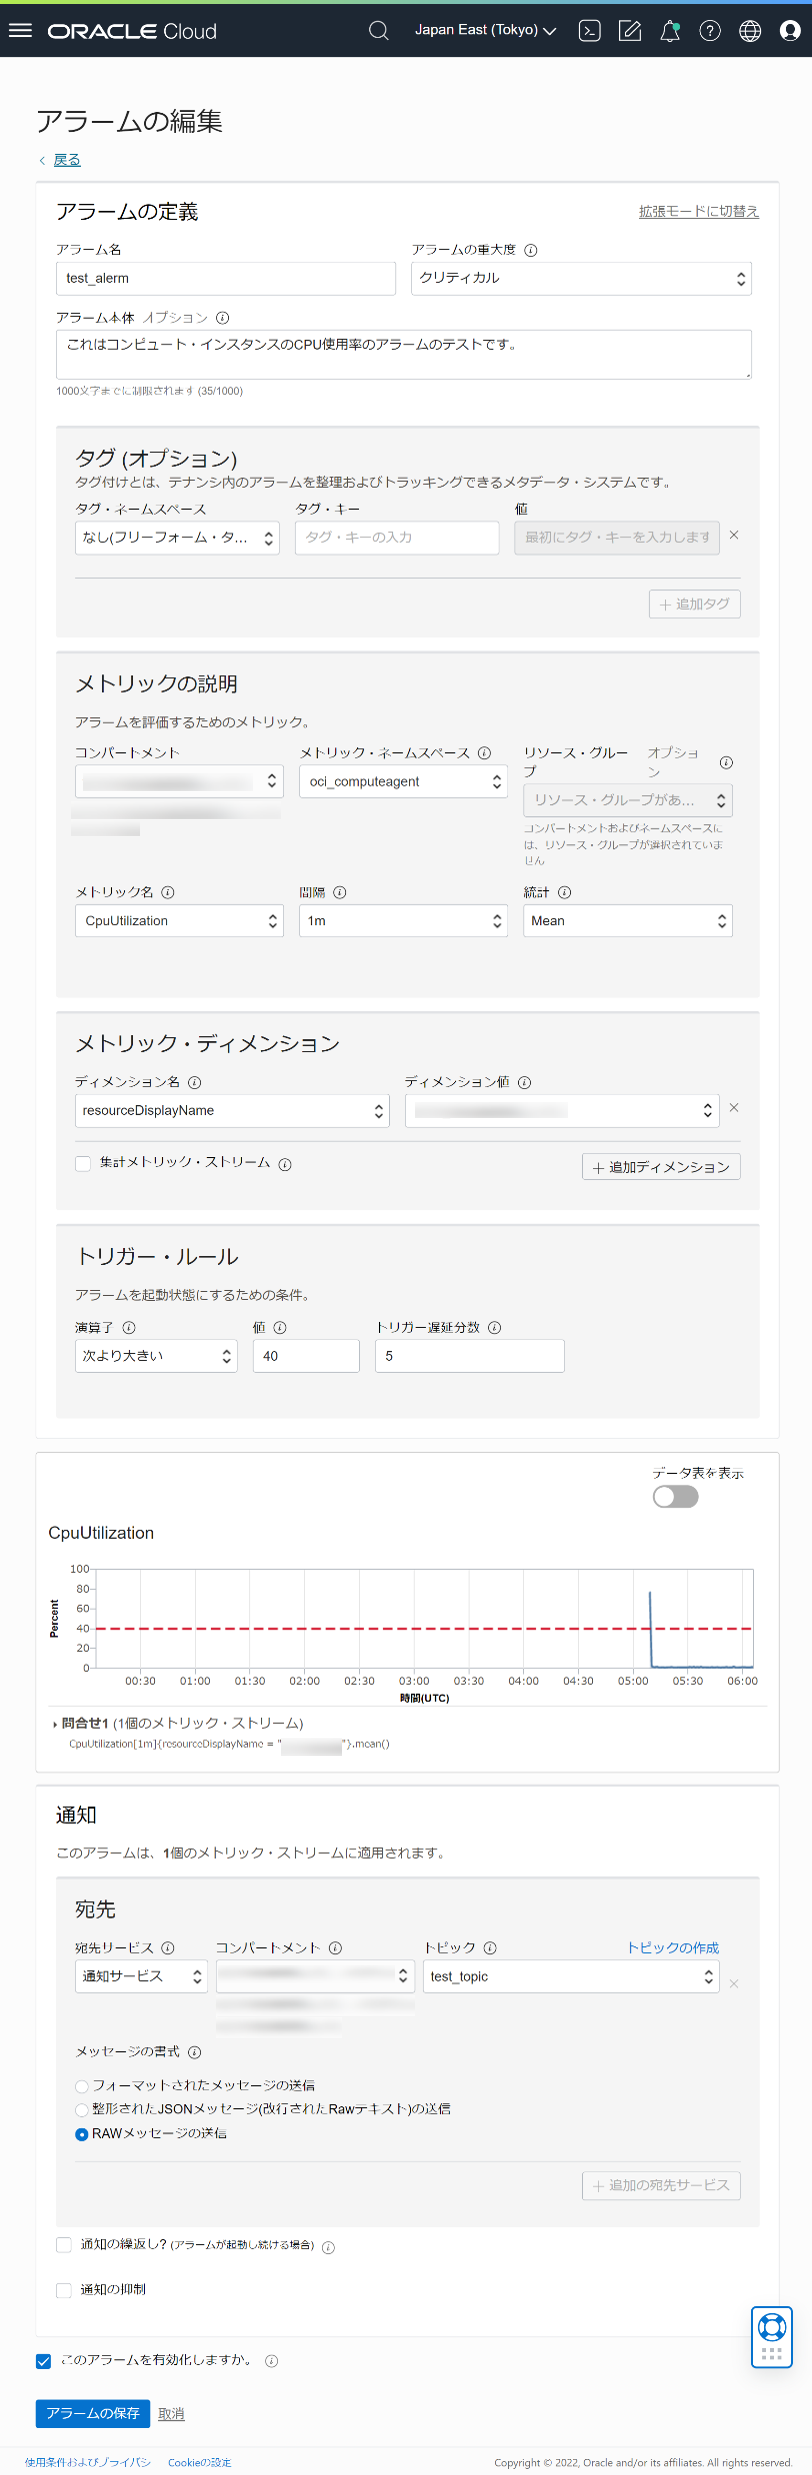 ORACLE Cloud
Japan East (Tokyo)
アラームの編集
戻る
アラームの定義
拡張モードに切替え
アラーム名
アラームの重大度
test_alerm
クリティカル
アラーム本体 オプション
これはコンピュート・インスタンスのCPU使用率のアラームのテストです。
1000文字までに制限されます (35/1000)
タグ (オプション)
タグ付けとは、テナンシ内のアラームを整理およびトラッキングできるメタデータ・システムです。
タグ・ネームスペース
タグ・キー
値
なし(フリーフォーム・タ...
タグ・キーの入力
最初にタグ・キーを入力します
+ 追加タグ
メトリックの説明
アラームを評価するためのメトリック。
コンパートメント
メトリック・ネームスペース
リソース・グループ オプション
oci_computeagent
リソース・グループがあ...
コンパートメントおよびネームスペースに
は、リソース・グループが選択されていま
せん
メトリック名
間隔
統計
CpuUtilization
1m
Mean
メトリック・ディメンション
ディメンション名
ディメンション値
resourceDisplayName
集計メトリック・ストリーム
+ 追加ディメンション
トリガー・ルール
アラームを起動状態にするための条件。
演算子
値
トリガー遅延分数
次より大きい
40
5
データ表を表示
CpuUtilization
Percent
100
80
60
40
20
0
00:30 01:00 01:30 02:00 02:30 03:00 03:30 04:00 04:30 05:00 05:30 06:00
時間(UTC)
問合せ1 (1個のメトリック・ストリーム)
CpuUtilization[1m]{resourceDisplayName = " "}.mean()
通知
このアラームは、1個のメトリック・ストリームに適用されます。
宛先
宛先サービス
コンパートメント
トピック
トピックの作成
通知サービス
test_topic
メッセージの書式
フォーマットされたメッセージの送信
整形されたJSONメッセージ(改行されたRawテキスト)の送信
RAWメッセージの送信
+ 追加の宛先サービス
通知の繰返し? (アラームが起動し続ける場合)
通知の抑制
このアラームを有効化しますか。
アラームの保存
取消
使用条件およびプライバシ
Cookieの設定
Copyright © 2022, Oracle and/or its affiliates. All rights reserved.